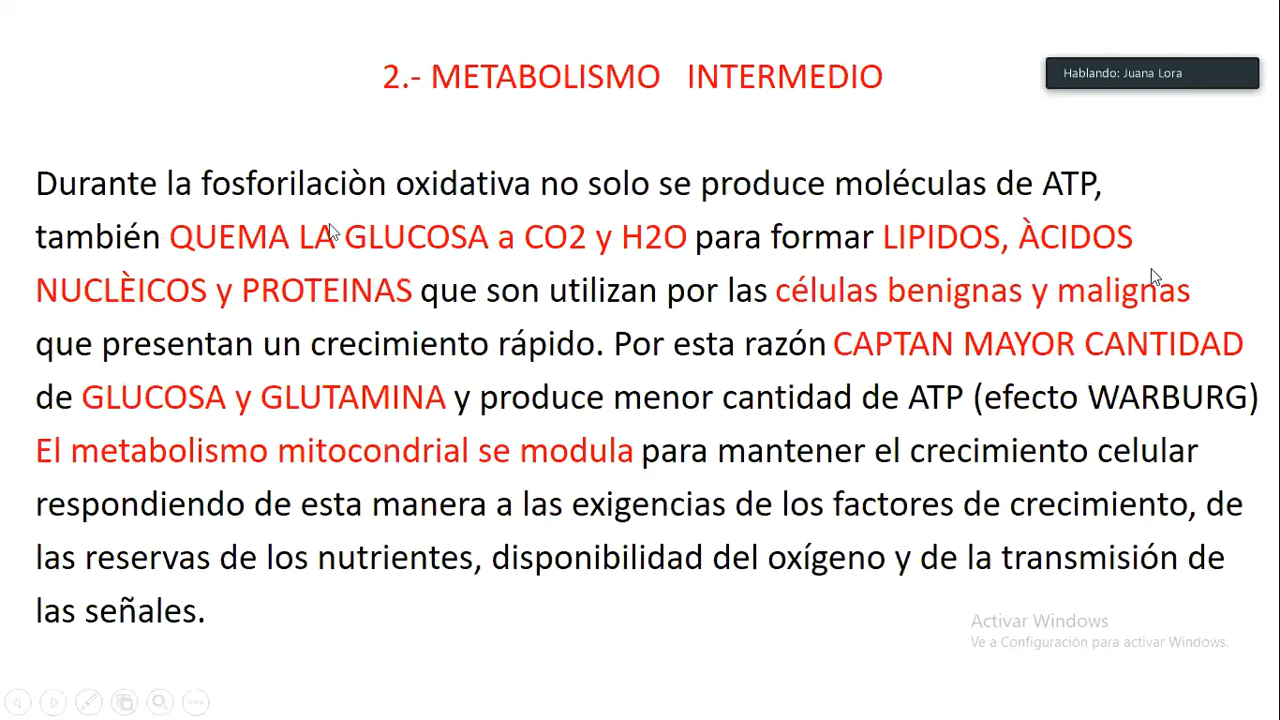 2.- METABOLISMO INTERMEDIO
Hablando: Juana Lora
Durante la fosforilaciòn oxidativa no solo se produce moléculas de ATP,
también QUEMA LA GLUCOSA a CO2 y H2O para formar LIPIDOS, ÀCIDOS
NUCLÈICOS y PROTEINAS que son utilizan por las células benignas y malignas
que presentan un crecimiento rápido. Por esta razón CAPTAN MAYOR CANTIDAD
de GLUCOSA y GLUTAMINA y produce menor cantidad de ATP (efecto WARBURG)
El metabolismo mitocondrial se modula para mantener el crecimiento celular
respondiendo de esta manera a las exigencias de los factores de crecimiento, de
las reservas de los nutrientes, disponibilidad del oxígeno y de la transmisión de
las señales.
Activar Windows
Ve a Configuración para activar Windows.